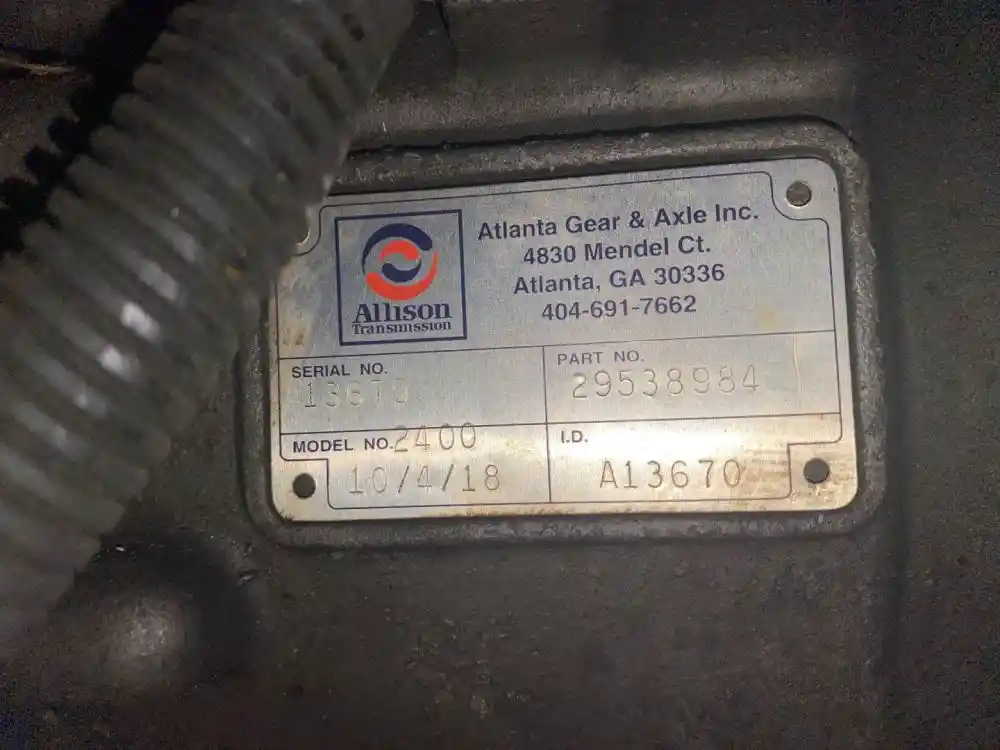 Allison
Transmission
Atlanta Gear & Axle Inc.
4830 Mendel Ct.
Atlanta, GA 30336
404-691-7662
SERIAL NO.
13670
PART NO.
29538984
MODEL NO. 2400
10/4/18
I.D.
A13670